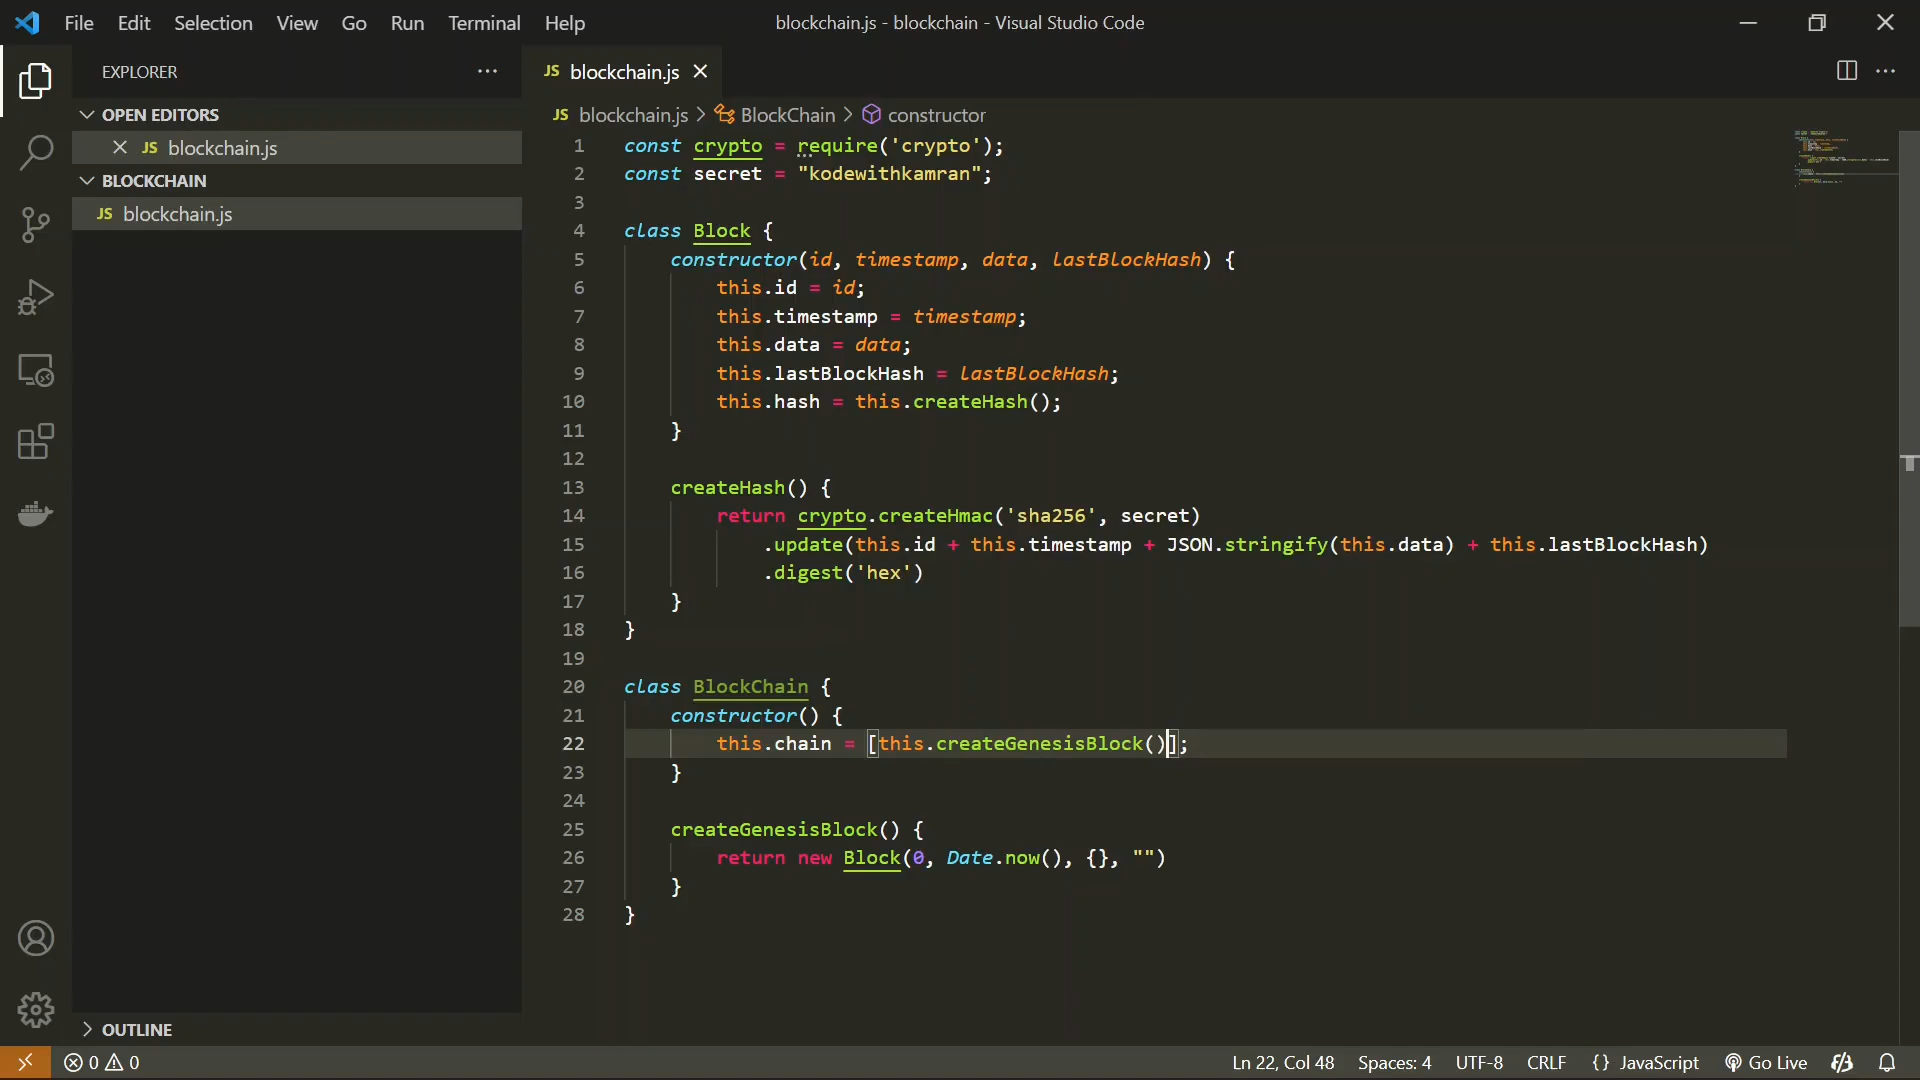 File Edit Selection View Go Run Terminal Help blockchain.js - blockchain - Visual Studio Code
EXPLORER
OPEN EDITORS
JS blockchain.js
BLOCKCHAIN
JS blockchain.js
OUTLINE
JS blockchain.js
JS blockchain.js > BlockChain > constructor
1 const crypto = require('crypto');
2 const secret = "kodewithkamran";
3
4 class Block {
5 constructor(id, timestamp, data, lastBlockHash) {
6 this.id = id;
7 this.timestamp = timestamp;
8 this.data = data;
9 this.lastBlockHash = lastBlockHash;
10 this.hash = this.createHash();
11 }
12
13 createHash() {
14 return crypto.createHmac('sha256', secret)
15 .update(this.id + this.timestamp + JSON.stringify(this.data) + this.lastBlockHash)
16 .digest('hex')
17 }
18 }
19
20 class BlockChain {
21 constructor() {
22 this.chain = [this.createGenesisBlock()];
23 }
24
25 createGenesisBlock() {
26 return new Block(0, Date.now(), {}, "")
27 }
28 }
0 0 Ln 22, Col 48 Spaces: 4 UTF-8 CRLF {} JavaScript Go Live